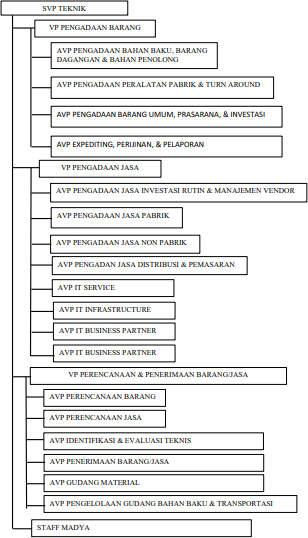 SVP TEKNIK
VP PENGADAAN BARANG
AVP PENGADAAN BAHAN BAKU, BARANG
DAGANGAN & BAHAN PENOLONG
AVP PENGADAAN PERALATAN PABRIK & TURN AROUND
AVP PENGADAAN BARANG UMUM, PRASARANA, & INVESTASI
AVP EXPEDITING, PERIJINAN, & PELAPORAN
VP PENGADAAN JASA
AVP PENGADAAN JASA INVESTASI RUTIN & MANAJEMEN VENDOR
AVP PENGADAAN JASA PABRIK
AVP PENGADAAN JASA NON PABRIK
AVP PENGADAN JASA DISTRIBUSI & PEMASARAN
AVP IT SERVICE
AVP IT INFRASTRUCTURE
AVP IT BUSINESS PARTNER
AVP IT BUSINESS PARTNER
VP PERENCANAAN & PENERIMAAN BARANG/JASA
AVP PERENCANAAN BARANG
AVP PERENCANAAN JASA
AVP IDENTIFIKASI & EVALUASI TEKNIS
AVP PENERIMAAN BARANG/JASA
AVP GUDANG MATERIAL
AVP PENGELOLAAN GUDANG BAHAN BAKU & TRANSPORTASI
STAFF MADYA